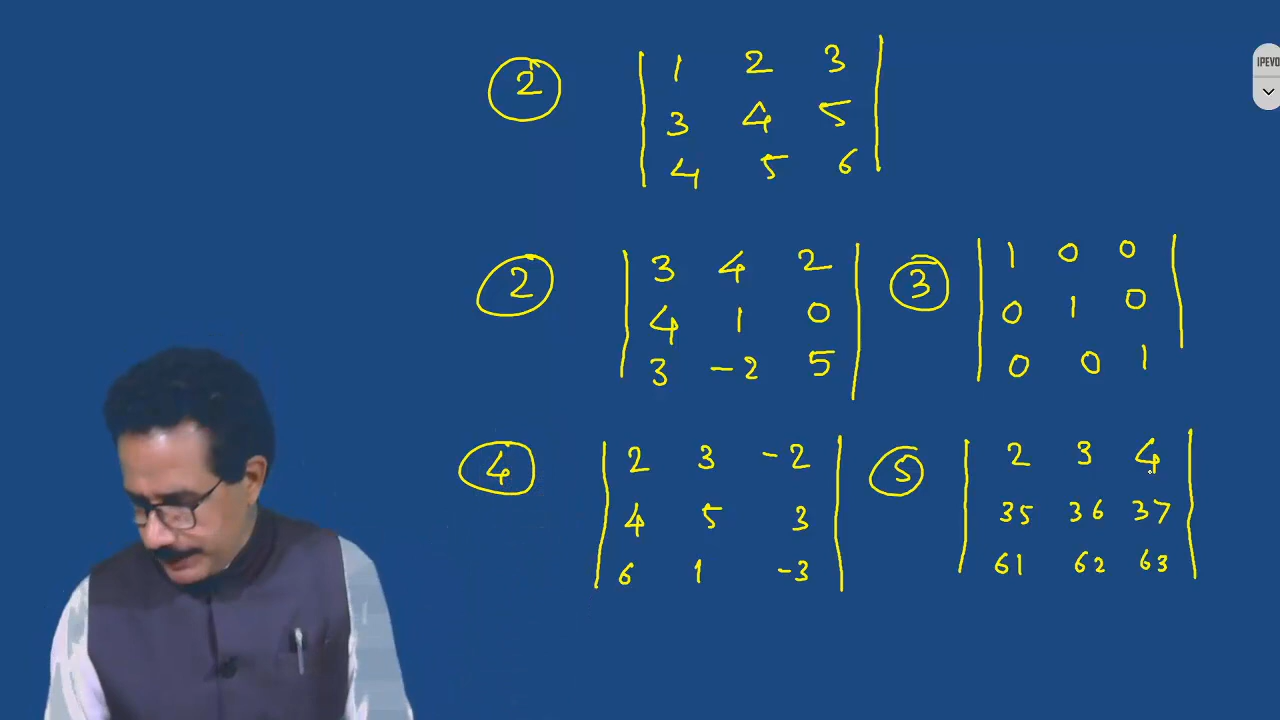 ② | 1 2 3 |
| 3 4 5 |
| 4 5 6 |
② | 3 4 2 |
| 4 1 0 |
| 3 -2 5 |
③ | 1 0 0 |
| 0 1 0 |
| 0 0 1 |
④ | 2 3 -2 |
| 4 5 3 |
| 6 1 -3 |
⑤ | 2 3 4 |
| 35 36 37 |
| 61 62 63 |
IPEVO